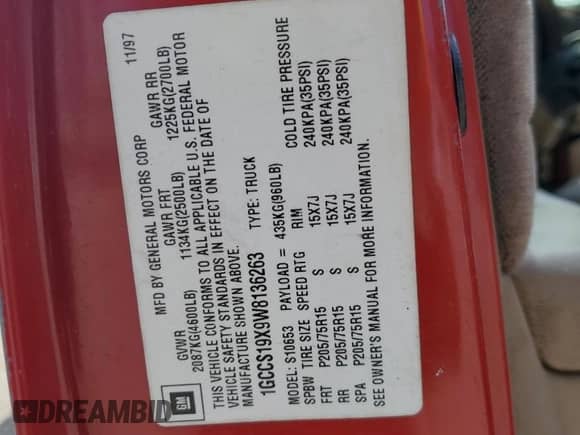 MFD BY GENERAL MOTORS CORP 11/97
GVWR GAWR FRT GAWR RR
2087KG(4600LB) 1134KG(2500LB) 1225KG(2700LB)
THIS VEHICLE CONFORMS TO ALL APPLICABLE U.S. FEDERAL MOTOR
VEHICLE SAFETY STANDARDS IN EFFECT ON THE DATE OF
MANUFACTURE SHOWN ABOVE.
1GCCS19X9W8136263 TYPE: TRUCK
MODEL: S10653 PAYLOAD = 435KG(960LB)
SPBW TIRE SIZE SPEED RTG RIM COLD TIRE PRESSURE
FRT P205/75R15 S 15X7J 240KPA(35PSI)
RR P205/75R15 S 15X7J 240KPA(35PSI)
SPA P205/75R15 S 15X7J 240KPA(35PSI)
SEE OWNER'S MANUAL FOR MORE INFORMATION.
GM
DREAMBID